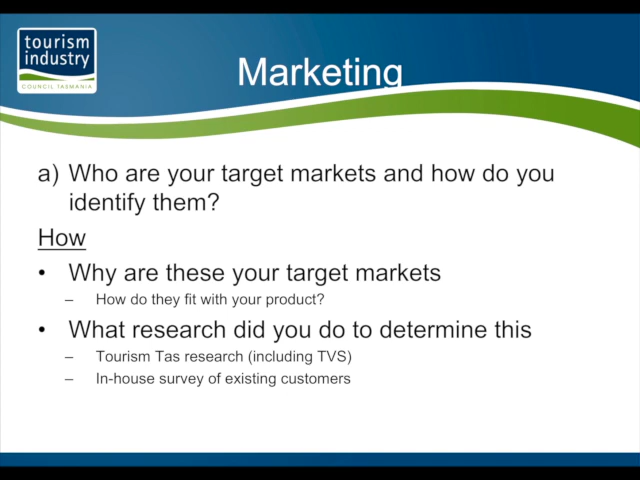 tourism
industry
COUNCIL TASMANIA
Marketing
a) Who are your target markets and how do you
identify them?
How
• Why are these your target markets
– How do they fit with your product?
• What research did you do to determine this
– Tourism Tas research (including TVS)
– In-house survey of existing customers